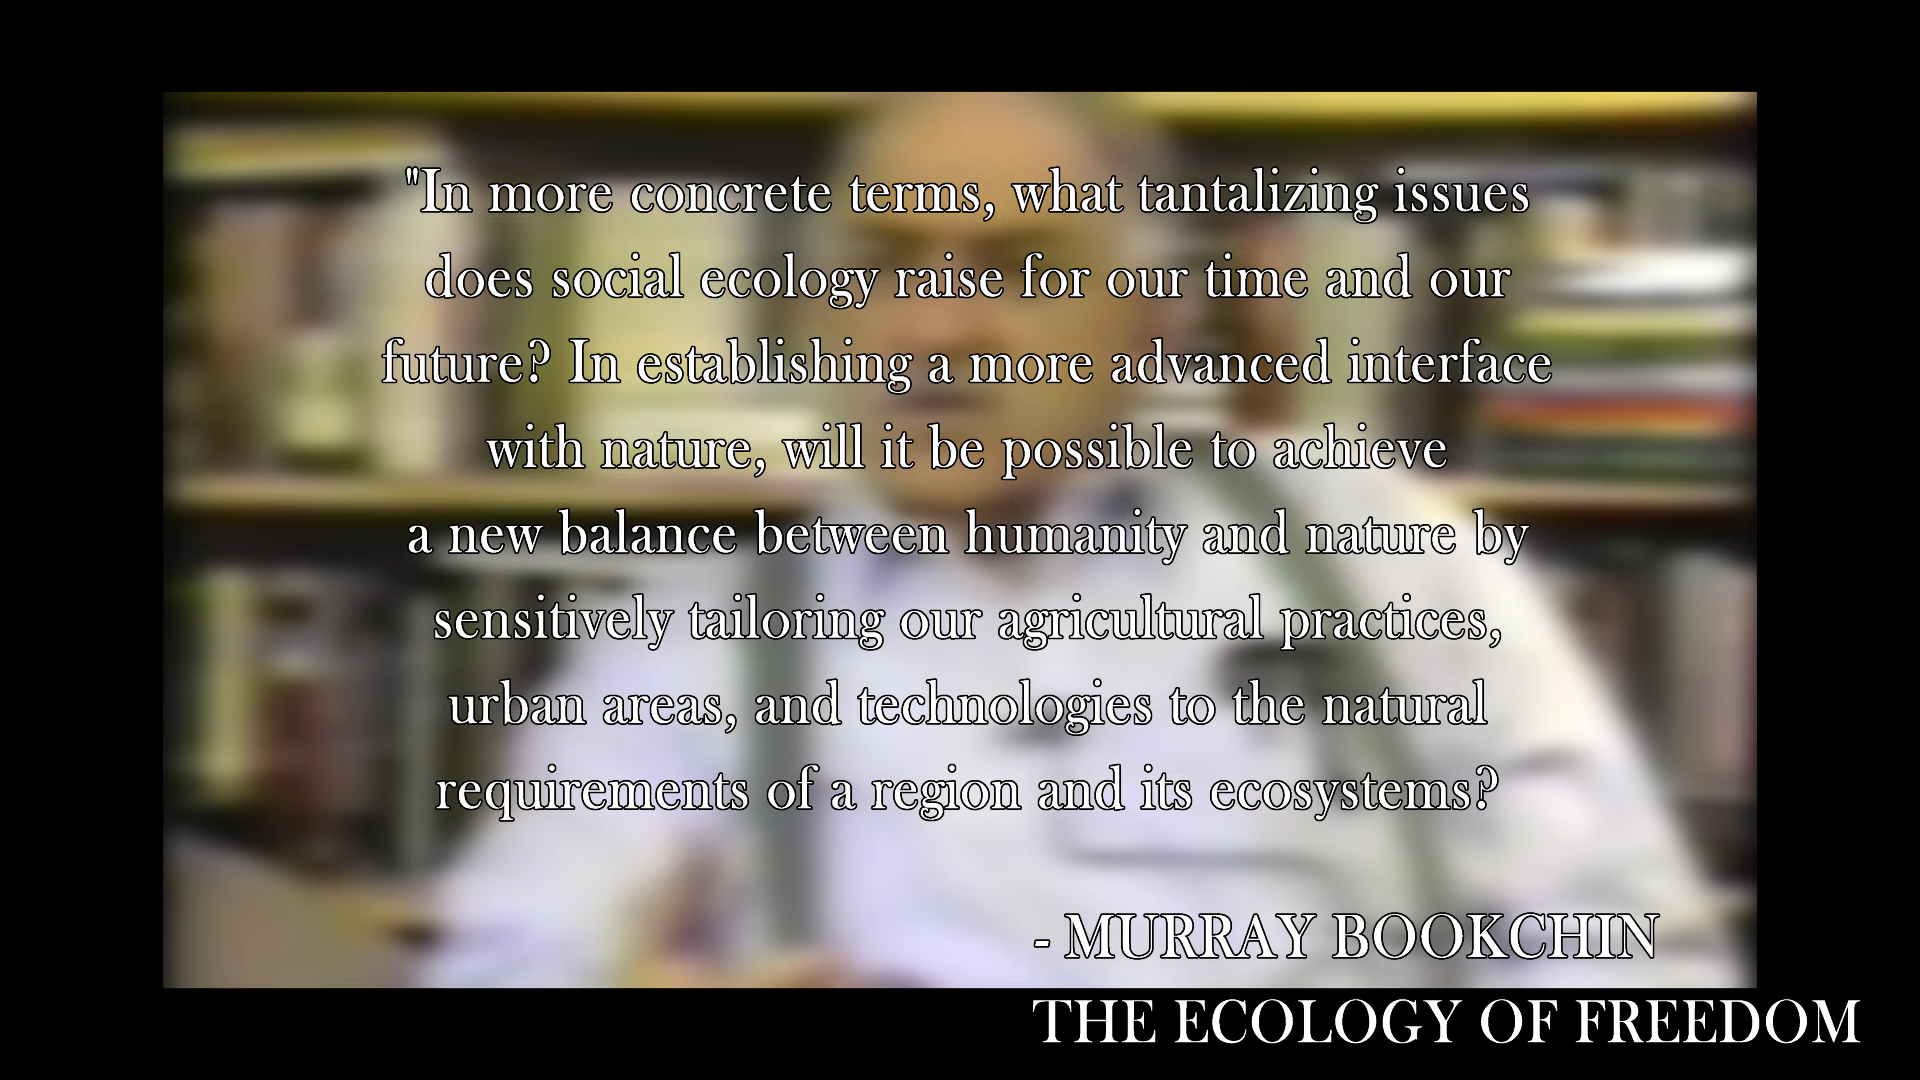 "In more concrete terms, what tantalizing issues
does social ecology raise for our time and our
future? In establishing a more advanced interface
with nature, will it be possible to achieve
a new balance between humanity and nature by
sensitively tailoring our agricultural practices,
urban areas, and technologies to the natural
requirements of a region and its ecosystems?
- MURRAY BOOKCHIN
THE ECOLOGY OF FREEDOM